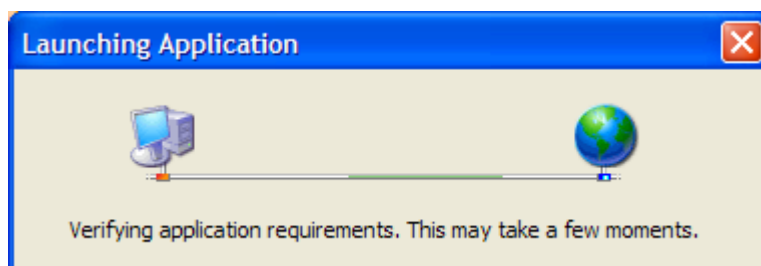 Launching Application
Verifying application requirements. This may take a few moments.